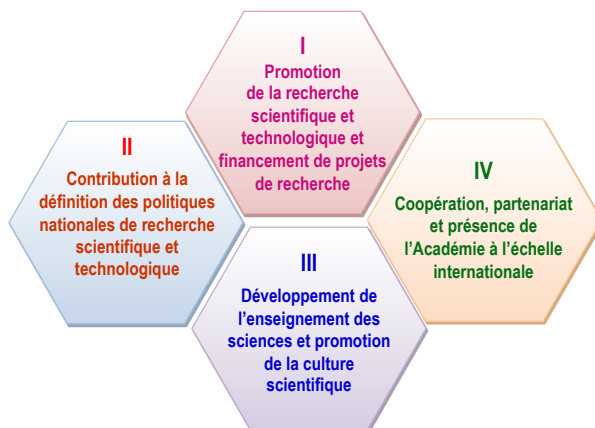 I
Promotion
de la recherche
scientifique et
technologique et
financement de projets
de recherche
II
Contribution à la
définition des politiques
nationales de recherche
scientifique et
technologique
III
Développement de
l’enseignement des
sciences et promotion
de la culture
scientifique
IV
Coopération, partenariat
et présence de
l’Académie à l’échelle
internationale